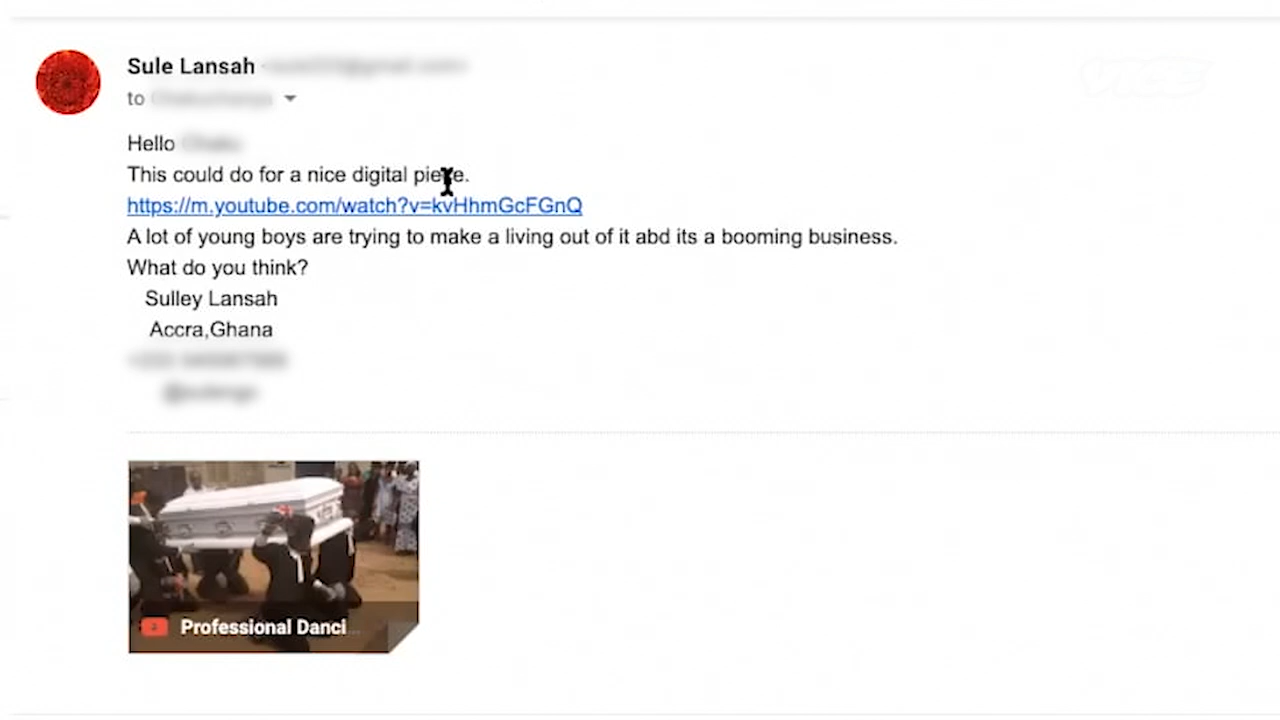 VICE
Sule Lansah
to
Hello
This could do for a nice digital piece.
https://m.youtube.com/watch?v=kvHhmGcFGnQ
A lot of young boys are trying to make a living out of it abd its a booming business.
What do you think?
Sulley Lansah
Accra,Ghana
Professional Danci